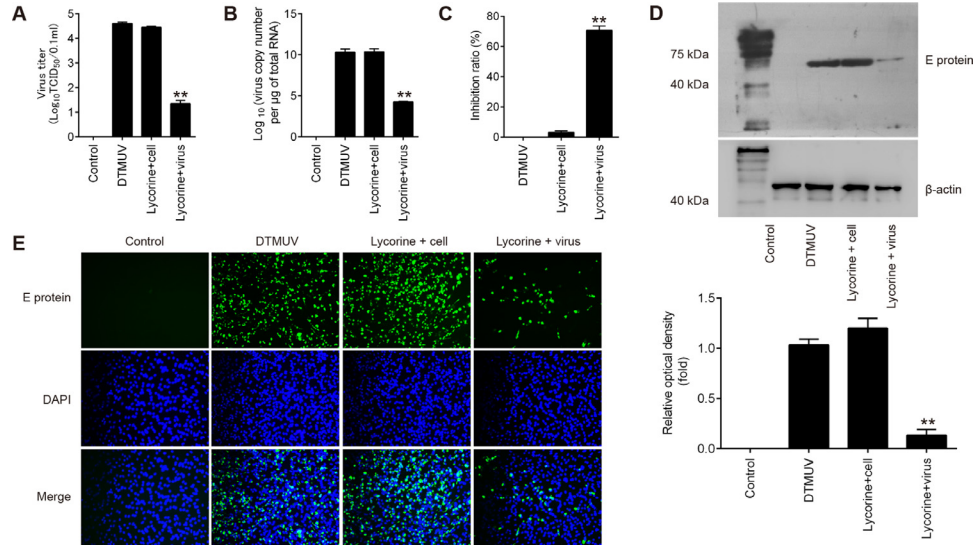 A
Virus titer
(Log10TCID50/0.1ml)
5
4
3
2
1
0
**
Control
DTMUV
Lycorine+cell
Lycorine+virus
B
Log 10 (virus copy number
per μg of total RNA)
15
10
5
0
**
Control
DTMUV
Lycorine+cell
Lycorine+virus
C
Inhibition ratio (%)
80
60
40
20
0
**
DTMUV
Lycorine+cell
Lycorine+virus
D
75 kDa
40 kDa
E protein
40 kDa
β-actin
Control
DTMUV
Lycorine + cell
Lycorine + virus
Relative optical density
(fold)
1.5
1.0
0.5
0.0
**
Control
DTMUV
Lycorine+cell
Lycorine+virus
E
Control
DTMUV
Lycorine + cell
Lycorine + virus
E protein
DAPI
Merge